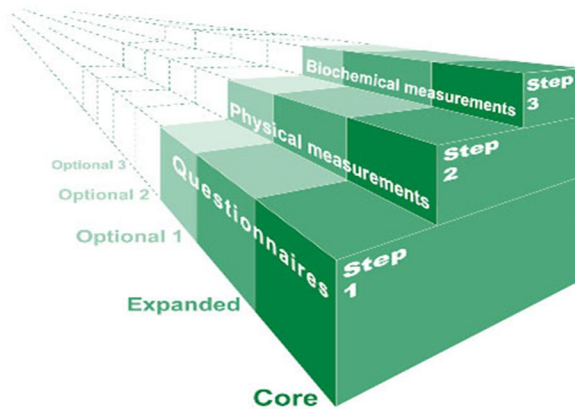 Biochemical measurements
Step
3
Physical measurements
Step
2
Questionnaires
Step
1
Optional 3
Optional 2
Optional 1
Expanded
Core